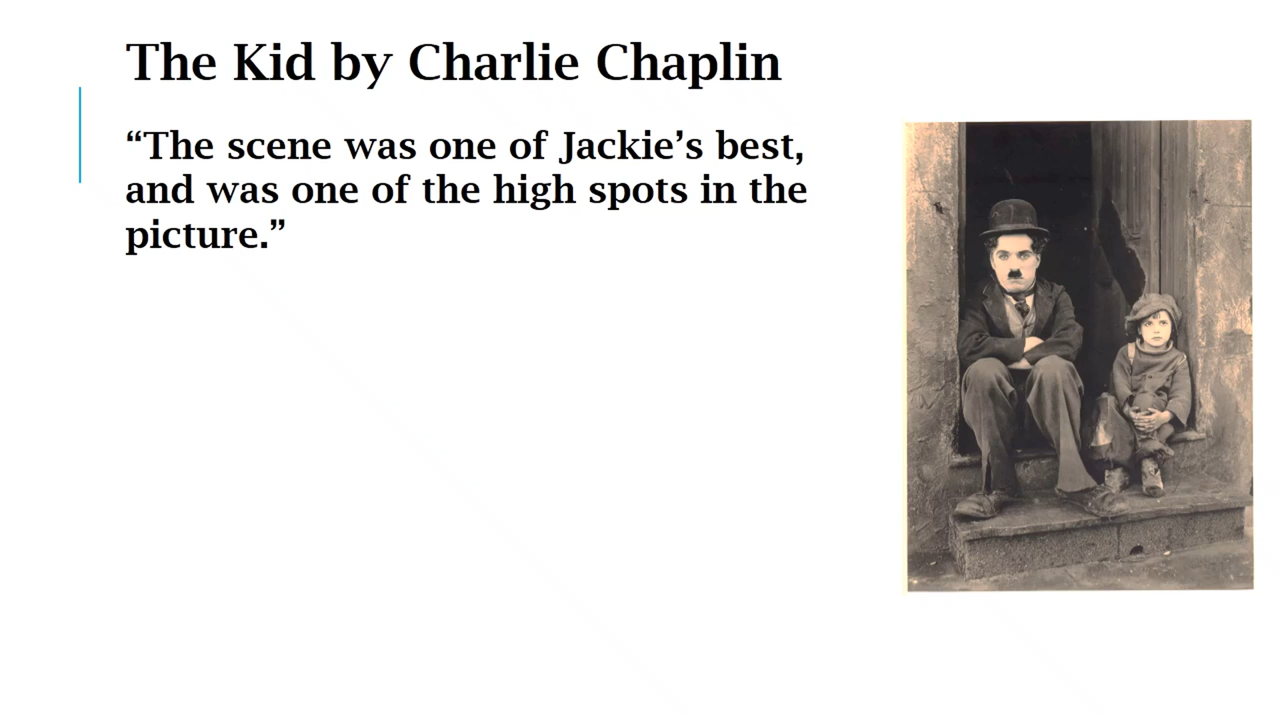 The Kid by Charlie Chaplin
“The scene was one of Jackie’s best,
and was one of the high spots in the
picture.”